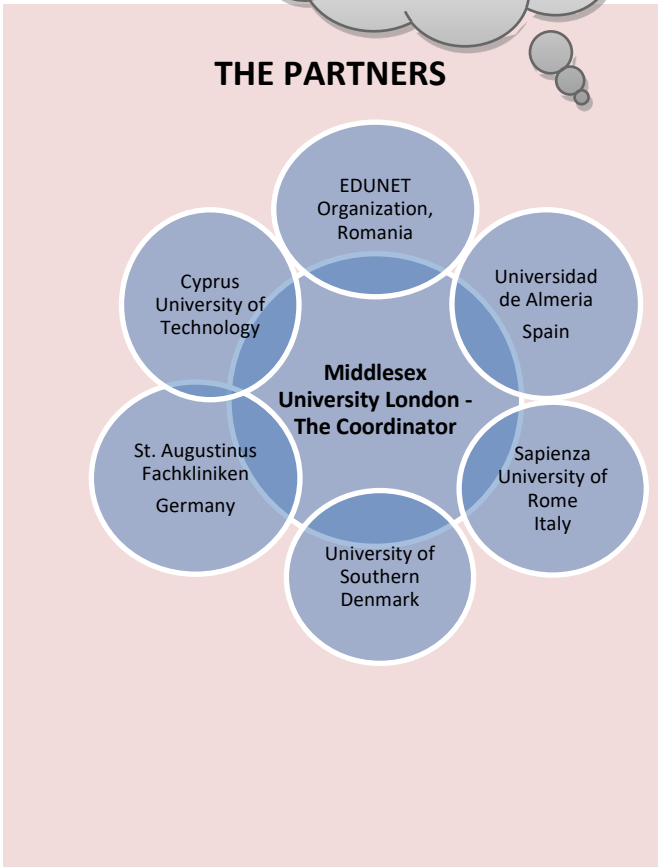 THE PARTNERS
EDUNET
Organization,
Romania
Cyprus
University of
Technology
Universidad
de Almeria
Spain
Middlesex
University London -
The Coordinator
St. Augustinus
Fachkliniken
Germany
Sapienza
University of
Rome
Italy
University of
Southern
Denmark